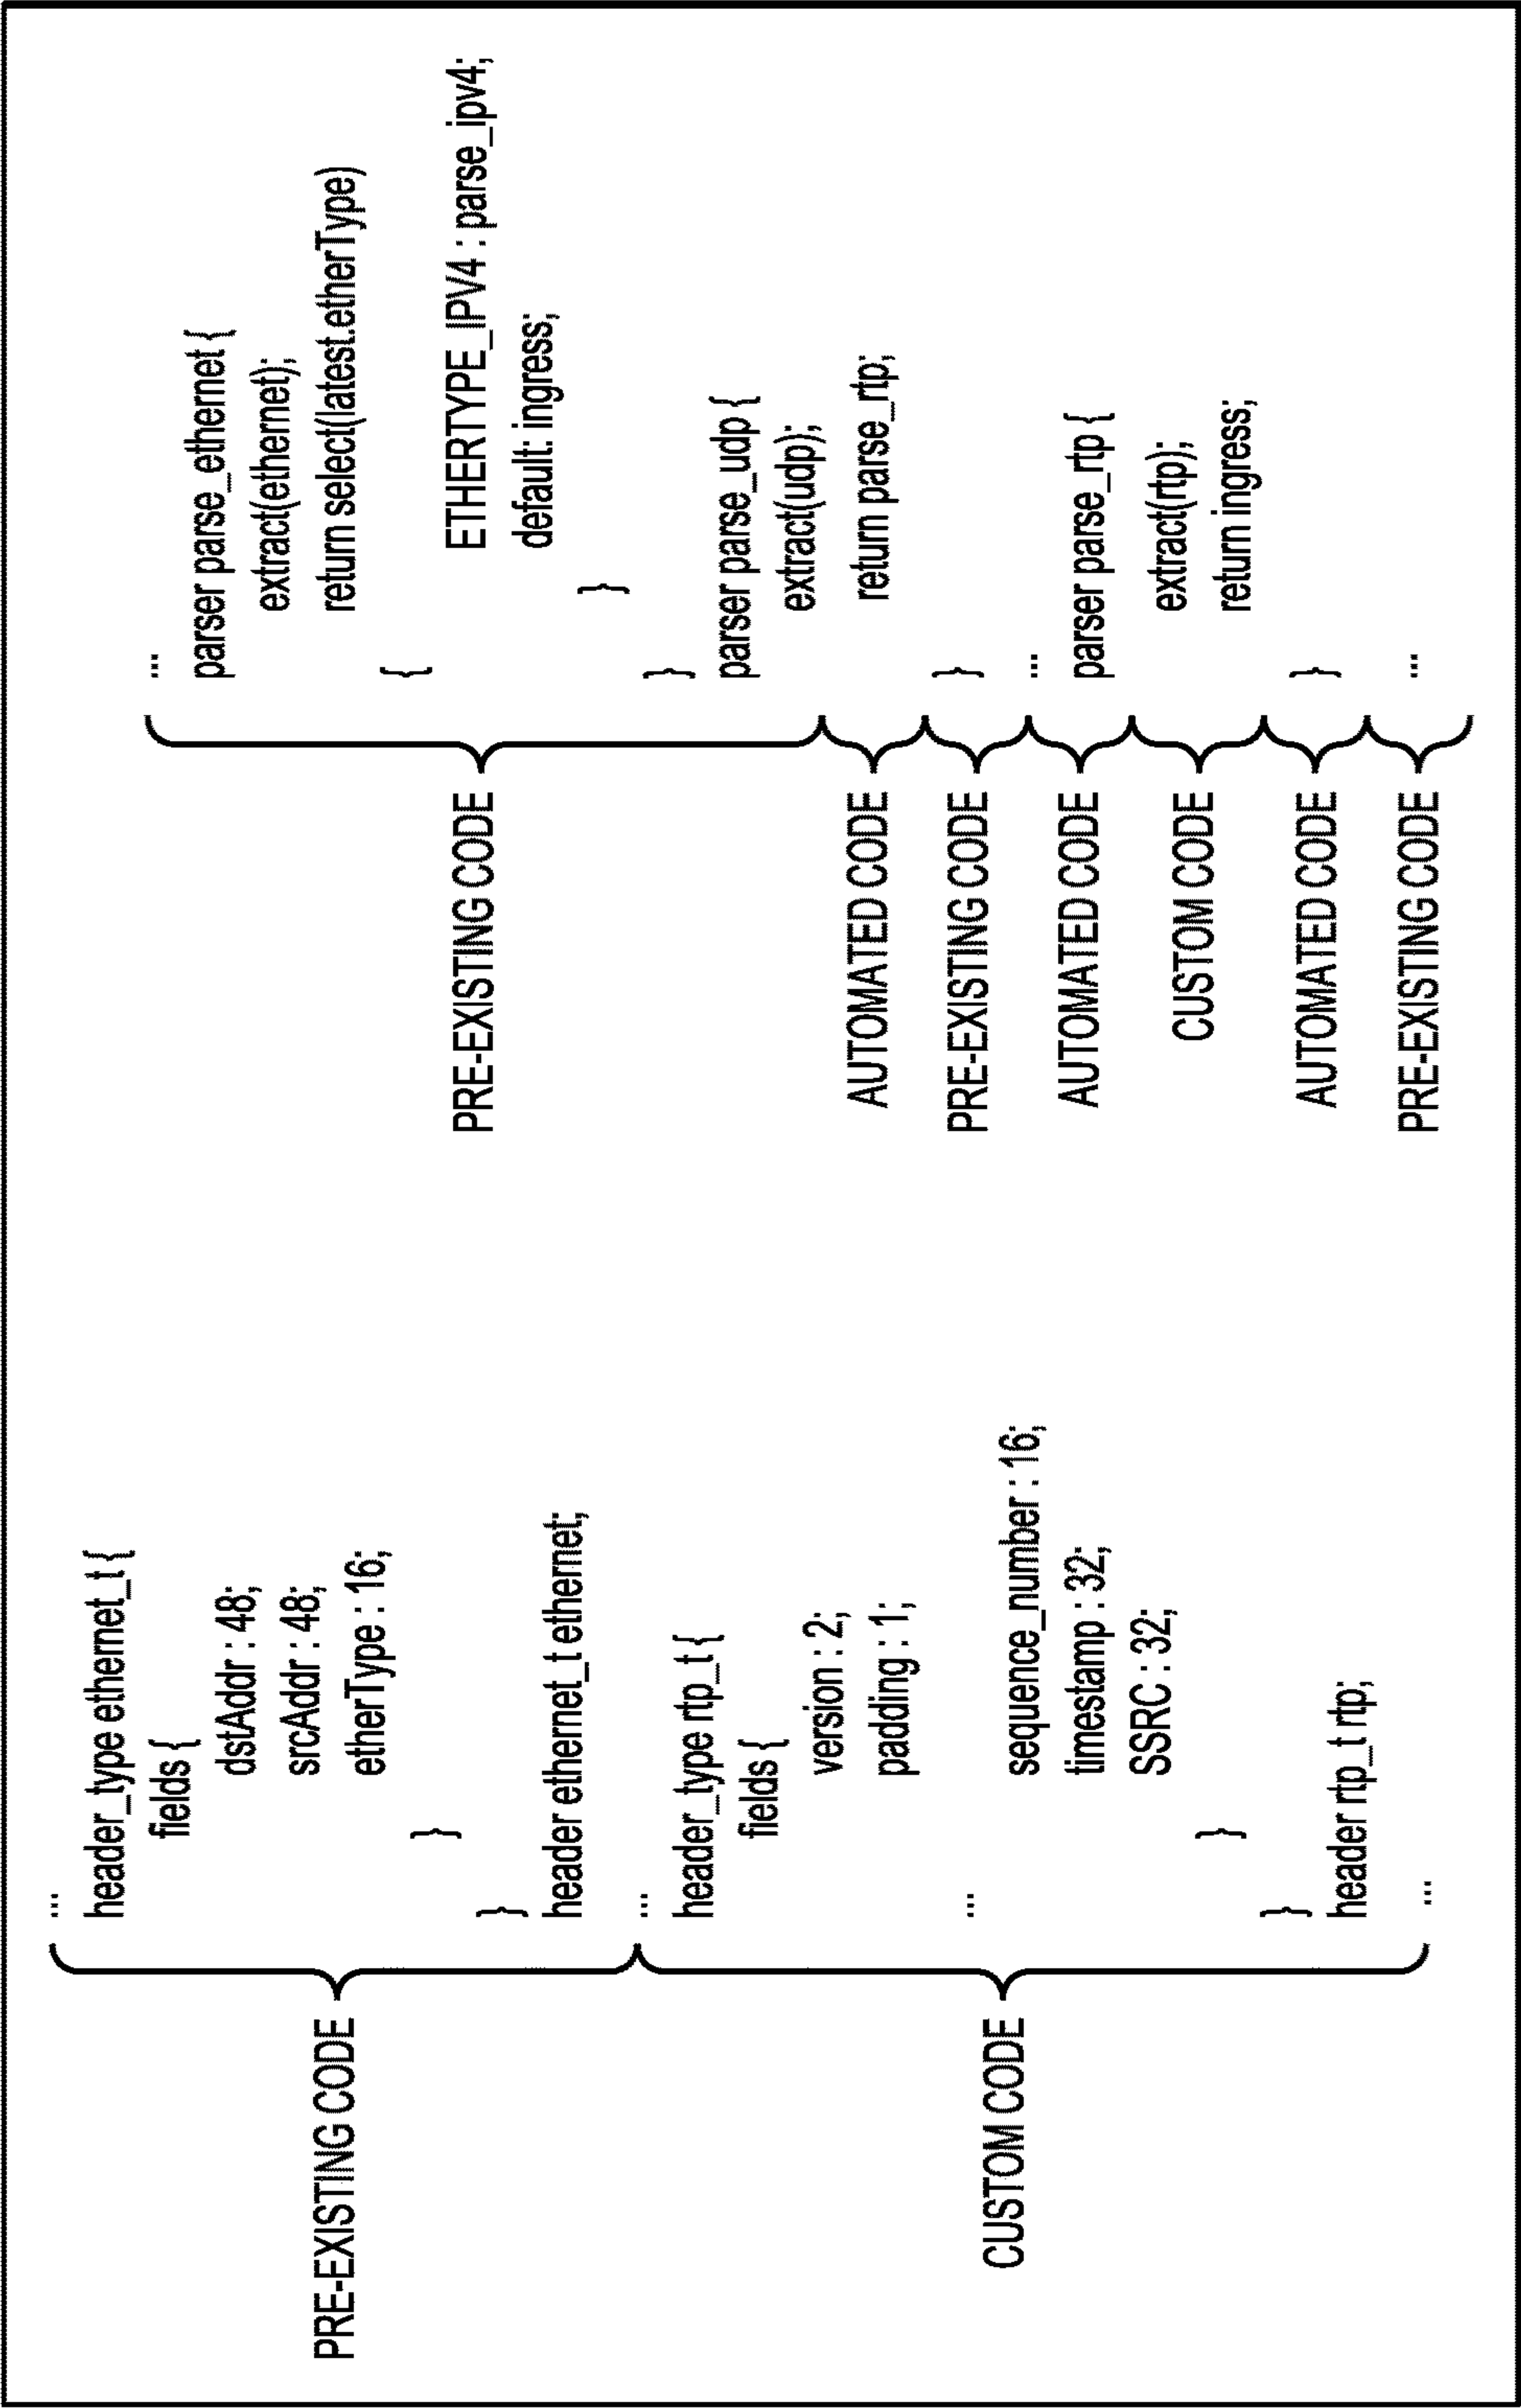 PRE-EXISTING CODE
...
header_type ethernet_t {
fields {
dstAddr : 48;
srcAddr : 48;
etherType : 16;
}
}
header ethernet_t ethernet;
CUSTOM CODE
...
header_type rtp_t {
fields {
version : 2;
padding : 1;
...
sequence_number : 16;
timestamp : 32;
SSRC : 32;
}
}
header rtp_t rtp;
...
PRE-EXISTING CODE
...
parser parse_ethernet {
extract(ethernet);
return select(latest.etherType)
{
ETHERTYPE_IPV4 : parse_ipv4;
default: ingress;
}
}
parser parse_udp {
extract(udp);
AUTOMATED CODE
return parse_rtp;
PRE-EXISTING CODE
}
...
AUTOMATED CODE
parser parse_rtp {
CUSTOM CODE
extract(rtp);
return ingress;
AUTOMATED CODE
}
PRE-EXISTING CODE
...